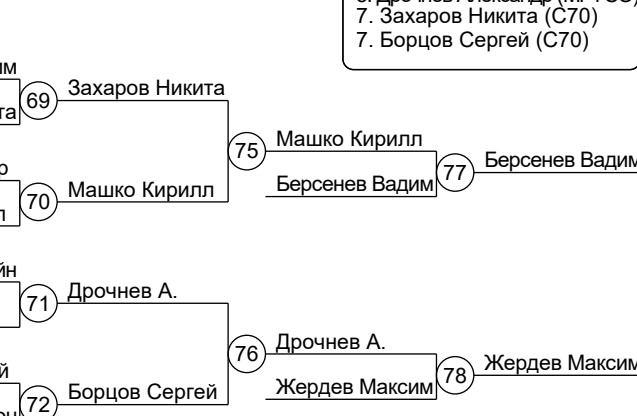 7. Захаров Никита (С70)
7. Борцов Сергей (С70)
69
Захаров Никита
75
Машко Кирилл
Берсенев Вадим
77
Берсенев Вадим
70
Машко Кирилл
71
Дрочнев А.
76
Дрочнев А.
Жердев Максим
78
Жердев Максим
72
Борцов Сергей